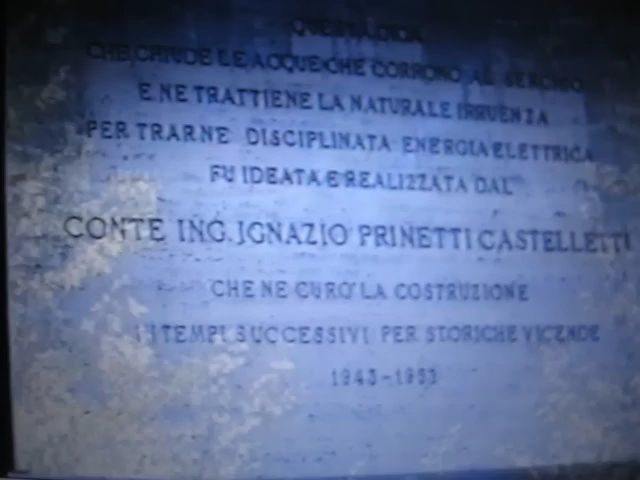 QUESTA DIGA
CHE CHIUDE LE ACQUE CHE CORRONO AL SERCHIO
E NE TRATTIENE LA NATURALE IRRUENZA
PER TRARNE DISCIPLINATA ENERGIA ELETTRICA
FU IDEATA E REALIZZATA DAL
CONTE ING. IGNAZIO PRINETTI CASTELLETTI
CHE NE CURO' LA COSTRUZIONE
IN TEMPI SUCCESSIVI PER STORICHE VICENDE
1943-1953